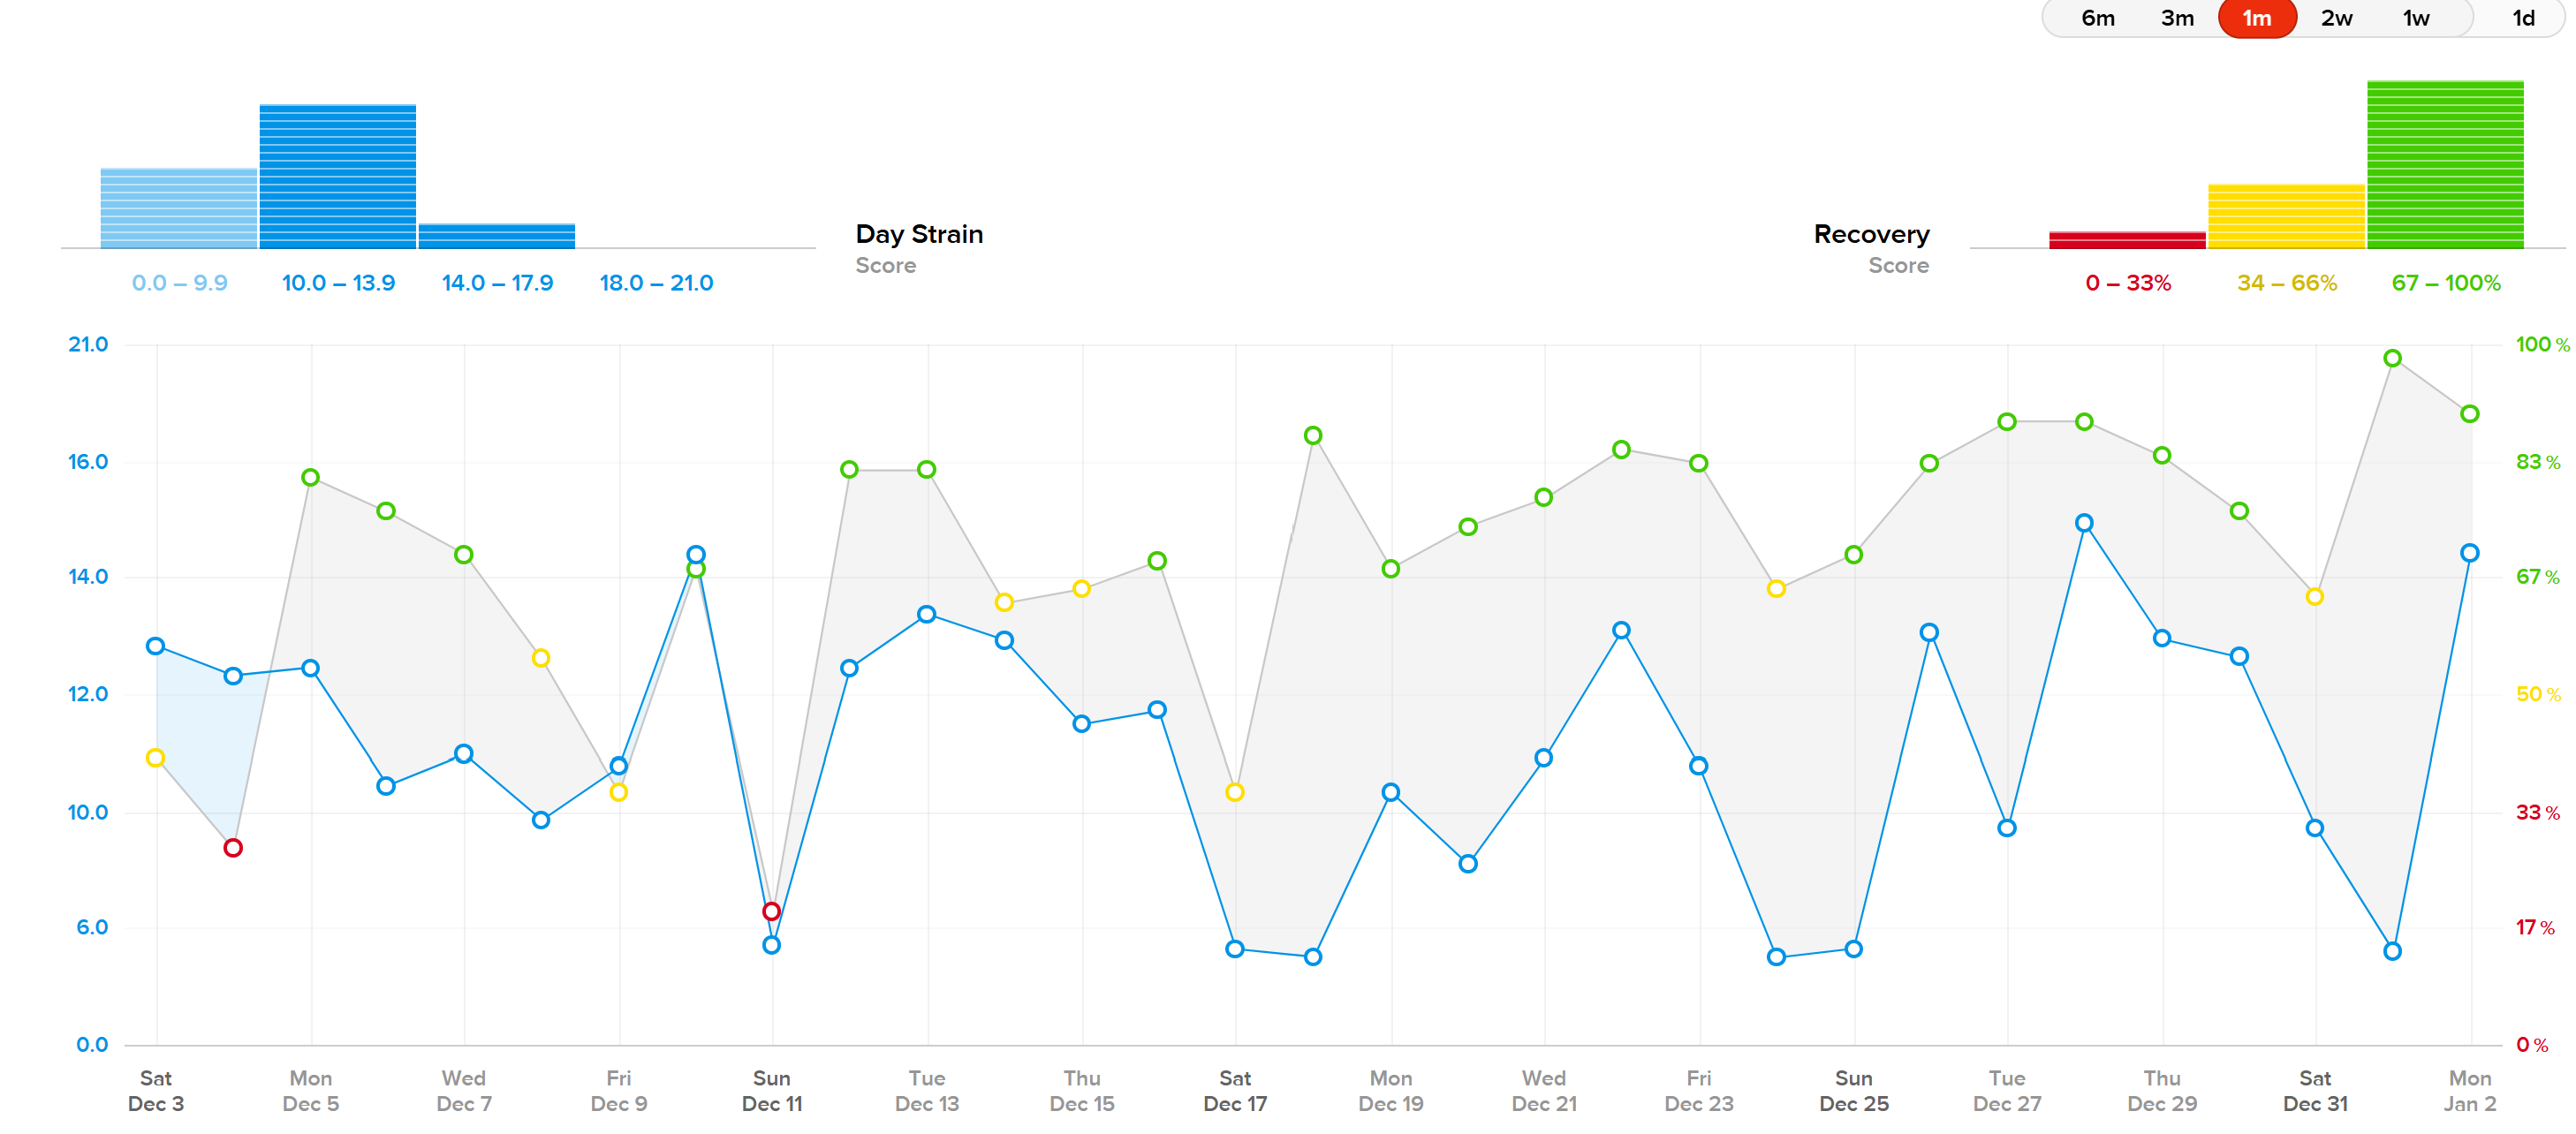 6m 3m 1m 2w 1w 1d
Day Strain
Score
0.0 – 9.9 10.0 – 13.9 14.0 – 17.9 18.0 – 21.0
Recovery
Score
0 – 33% 34 – 66% 67 – 100%
21.0 100 %
16.0 83 %
14.0 67 %
12.0 50 %
10.0 33 %
6.0 17 %
0.0 0 %
Sat Mon Wed Fri Sun Tue Thu Sat Mon Wed Fri Sun Tue Thu Sat Mon
Dec 3 Dec 5 Dec 7 Dec 9 Dec 11 Dec 13 Dec 15 Dec 17 Dec 19 Dec 21 Dec 23 Dec 25 Dec 27 Dec 29 Dec 31 Jan 2